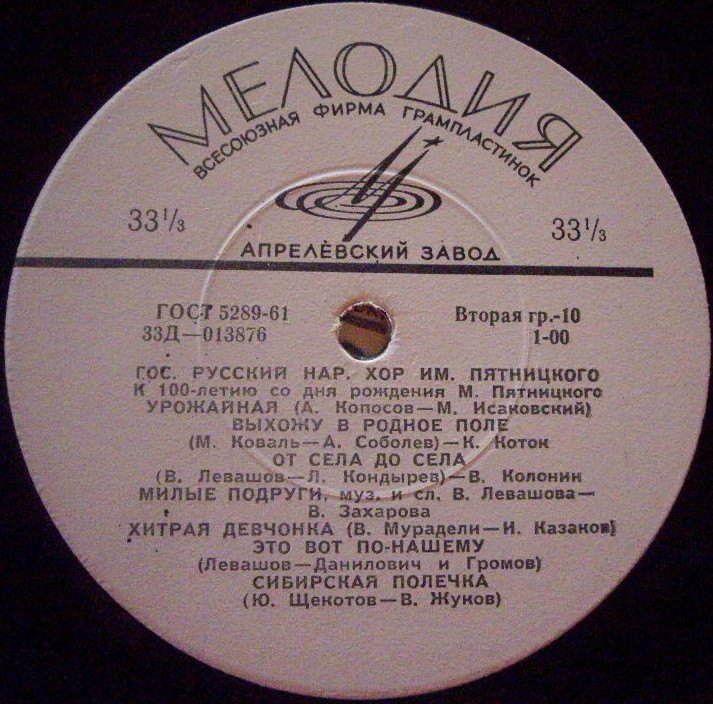 МЕЛОДИЯ
ВСЕСОЮЗНАЯ ФИРМА ГРАМПЛАСТИНОК
33⅓ 33⅓
АПРЕЛЕВСКИЙ ЗАВОД
ГОСТ 5289-61 Вторая гр.-10
33Д—013876 1-00
ГОС. РУССКИЙ НАР. ХОР ИМ. ПЯТНИЦКОГО
К 100-летию со дня рождения М. Пятницкого
УРОЖАЙНАЯ (А. Копосов—М. Исаковский)
ВЫХОЖУ В РОДНОЕ ПОЛЕ
(М. Коваль—А. Соболев)—К. Коток
ОТ СЕЛА ДО СЕЛА
(В. Левашов—Л. Кондырев)—В. Колоник
МИЛЫЕ ПОДРУГИ, муз. и сл. В. Левашова—
В. Захарова
ХИТРАЯ ДЕВЧОНКА (В. Мурадели—И. Казаков)
ЭТО ВОТ ПО-НАШЕМУ
(Левашов—Данилович и Громов)
СИБИРСКАЯ ПОЛЕЧКА
(Ю. Щекотов—В. Жуков)